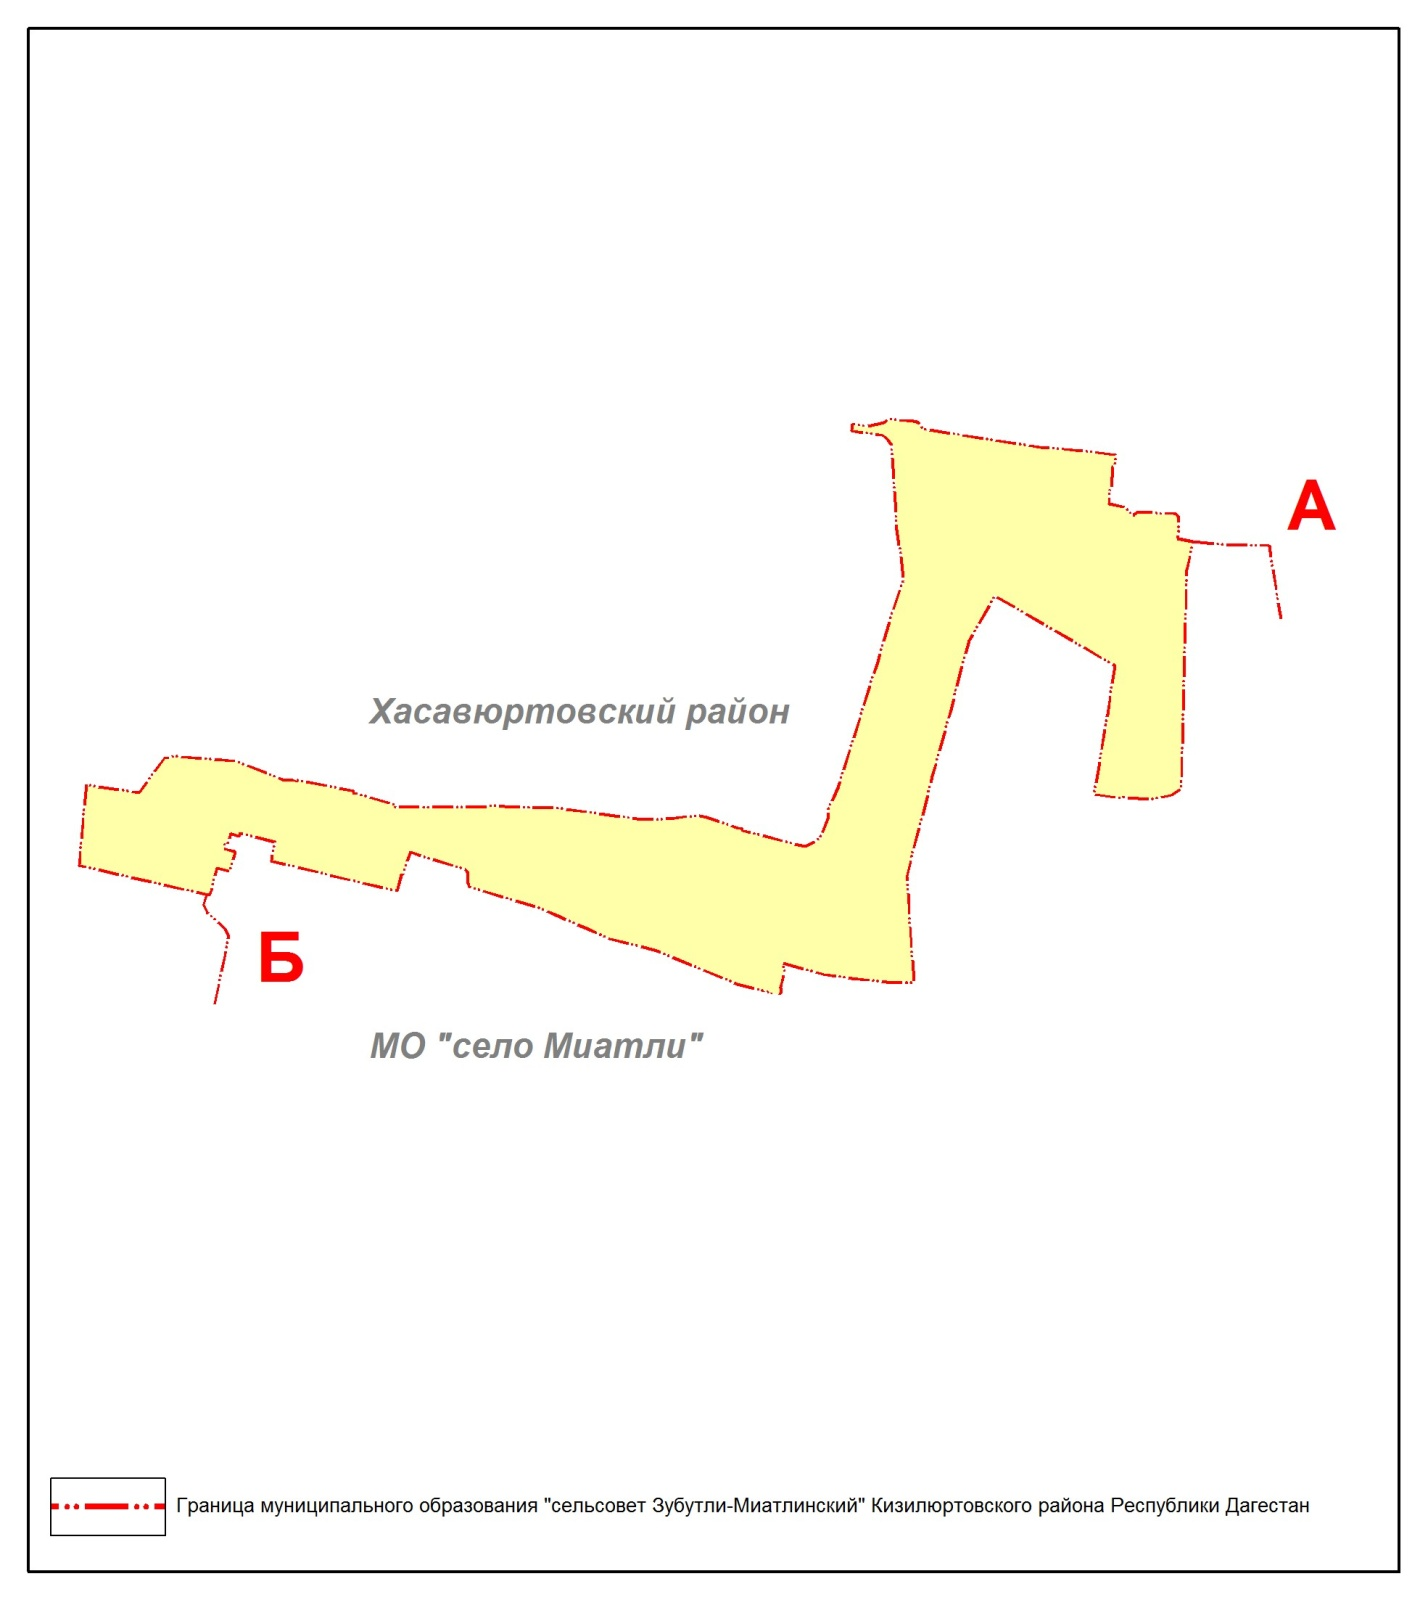 А
Хасавюртовский район
Б
МО "село Миатли"
Граница муниципального образования "сельсовет Зубутли-Миатлинский" Кизилюртовского района Республики Дагестан